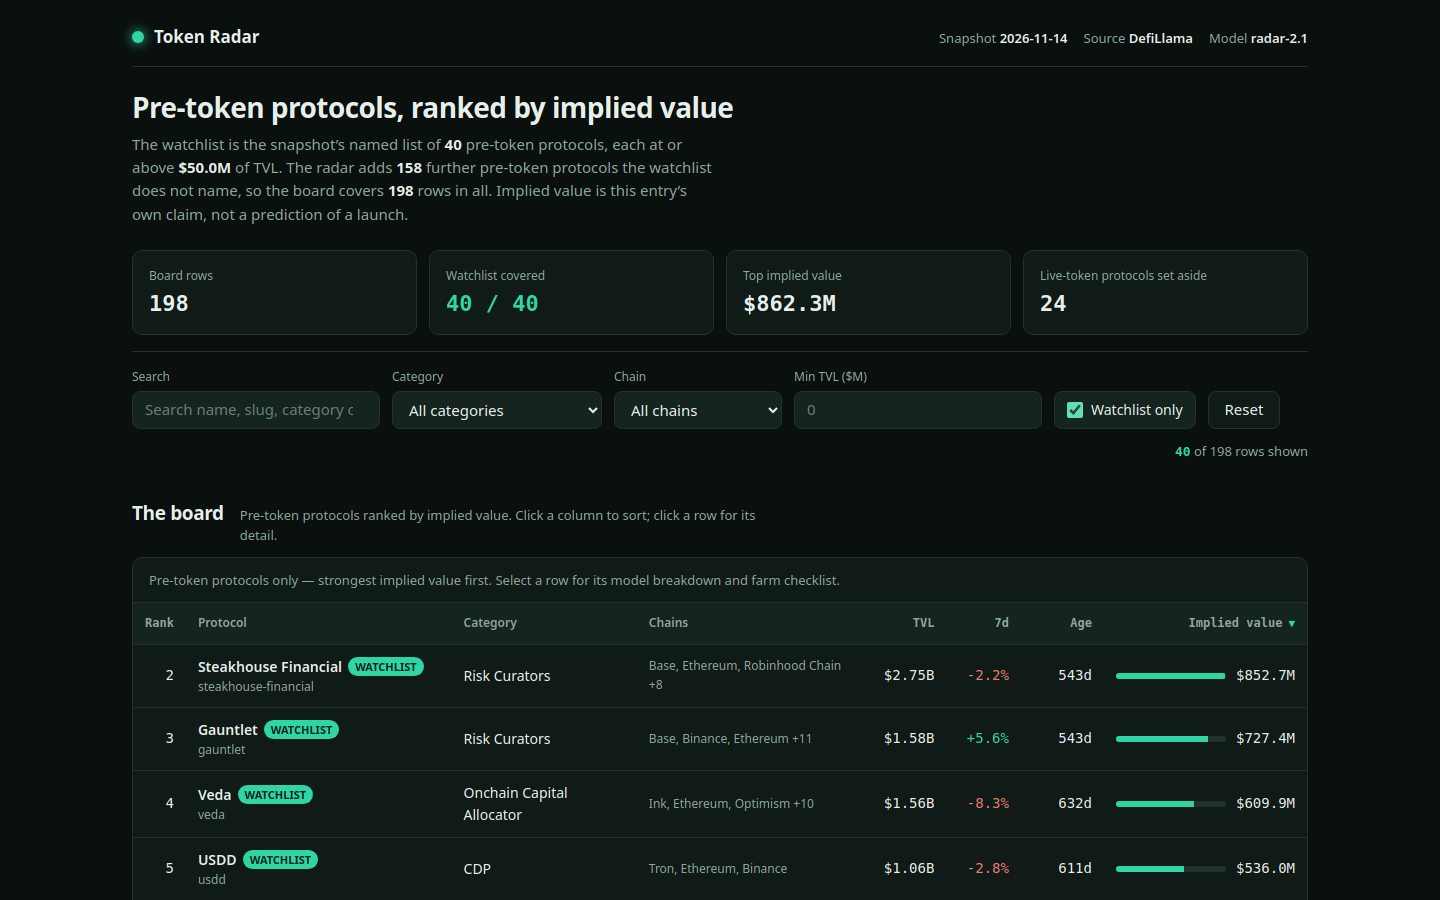 Token Radar
Snapshot 2026-11-14 Source DefiLlama Model radar-2.1
Pre-token protocols, ranked by implied value
The watchlist is the snapshot’s named list of 40 pre-token protocols, each at or
above $50.0M of TVL. The radar adds 158 further pre-token protocols the watchlist
does not name, so the board covers 198 rows in all. Implied value is this entry’s
own claim, not a prediction of a launch.
Board rows
198
Watchlist covered
40 / 40
Top implied value
$862.3M
Live-token protocols set aside
24
Search
Search name, slug, category c
Category
All categories
Chain
All chains
Min TVL ($M)
0
Watchlist only
Reset
40 of 198 rows shown
The board
Pre-token protocols ranked by implied value. Click a column to sort; click a row for its
detail.
Pre-token protocols only — strongest implied value first. Select a row for its model breakdown and farm checklist.
Rank Protocol Category Chains TVL 7d Age Implied value ▼
2 Steakhouse Financial WATCHLIST Risk Curators Base, Ethereum, Robinhood Chain $2.75B -2.2% 543d $852.7M
steakhouse-financial +8
3 Gauntlet WATCHLIST Risk Curators Base, Binance, Ethereum +11 $1.58B +5.6% 543d $727.4M
gauntlet
4 Veda WATCHLIST Onchain Capital Ink, Ethereum, Optimism +10 $1.56B -8.3% 632d $609.9M
veda Allocator
5 USDD WATCHLIST CDP Tron, Ethereum, Binance $1.06B -2.8% 611d $536.0M
usdd